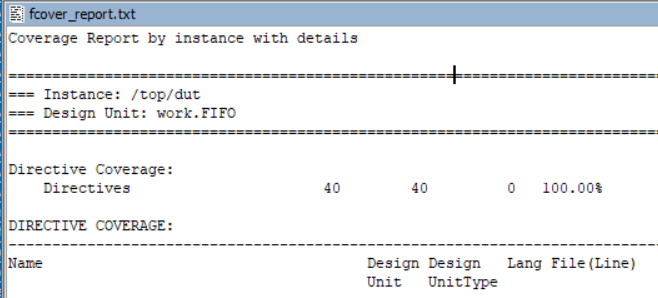 fcover_report.txt
Coverage Report by instance with details
=================================================================================
=== Instance: /top/dut
=== Design Unit: work.FIFO
=================================================================================
Directive Coverage:
    Directives                      40        40         0   100.00%
DIRECTIVE COVERAGE:
---------------------------------------------------------------------------------
Name                                     Design Design   Lang File(Line)
                                         Unit   UnitType